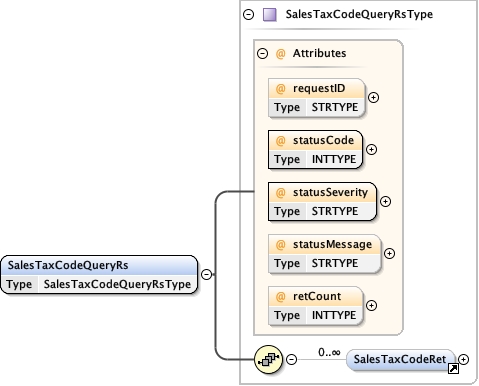 SalesTaxCodeQueryRsType
@ Attributes
@ requestID
Type STRTYPE
@ statusCode
Type INTTYPE
@ statusSeverity
Type STRTYPE
@ statusMessage
Type STRTYPE
@ retCount
Type INTTYPE
SalesTaxCodeQueryRs
Type SalesTaxCodeQueryRsType
0..∞
SalesTaxCodeRet